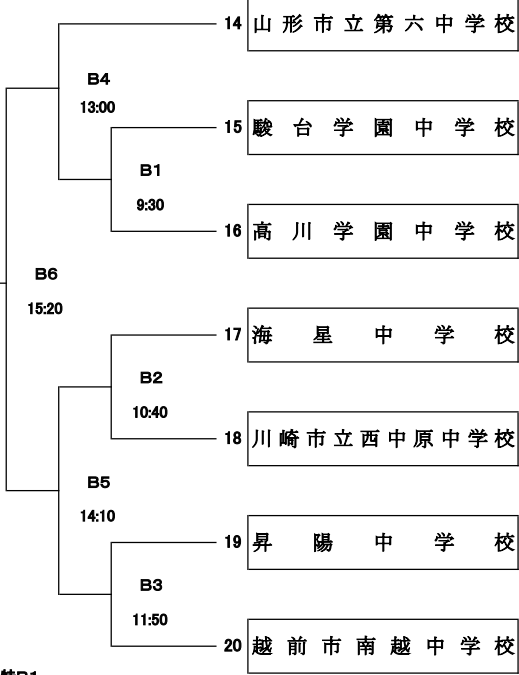 14 山形市立第六中学校
B4
13:00
15 駿台学園中学校
B1
9:30
16 高川学園中学校
B6
15:20
17 海星中学校
B2
10:40
18 川崎市立西中原中学校
B5
14:10
19 昇陽中学校
B3
11:50
20 越前市南越中学校